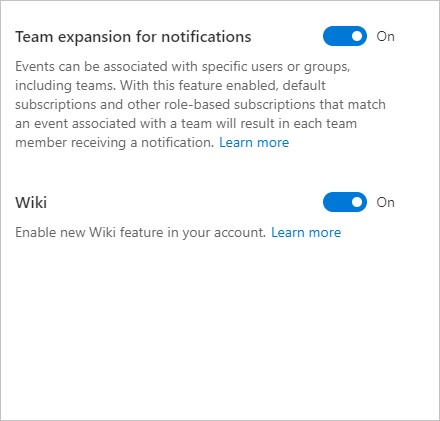 Team expansion for notifications On
Events can be associated with specific users or groups,
including teams. With this feature enabled, default
subscriptions and other role-based subscriptions that match
an event associated with a team will result in each team
member receiving a notification. Learn more
Wiki On
Enable new Wiki feature in your account. Learn more